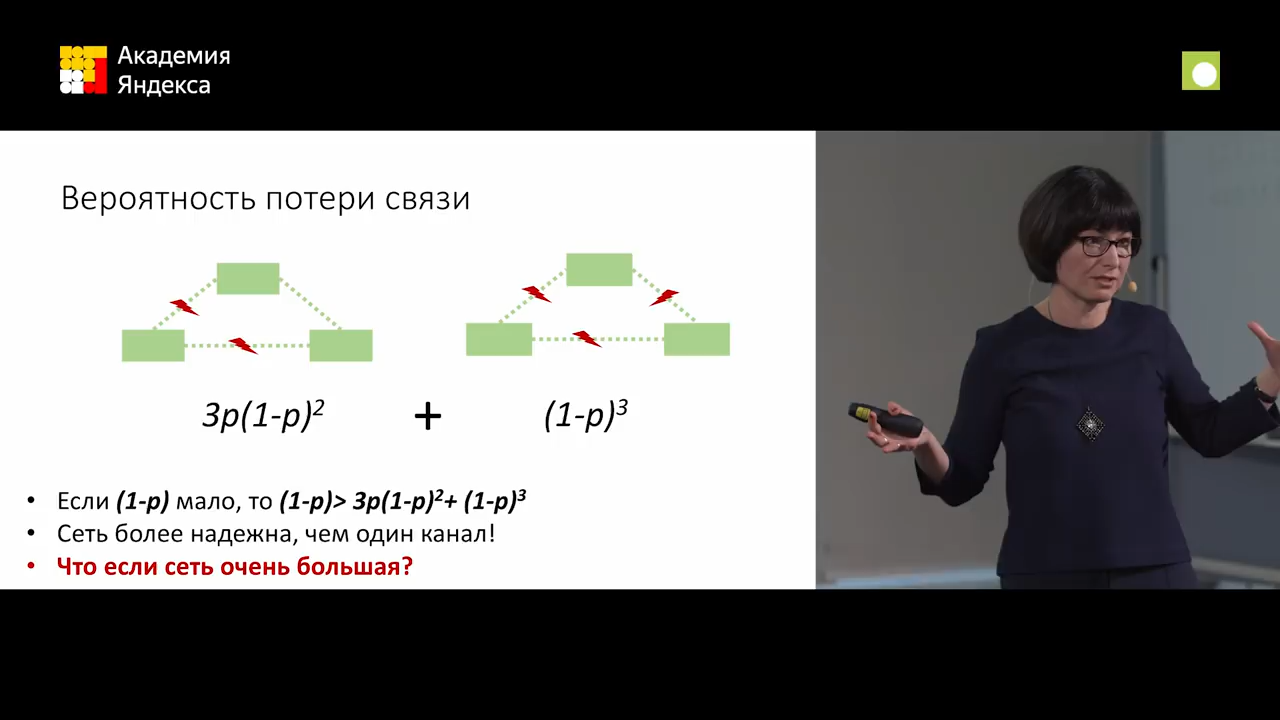 Академия
Яндекса
Вероятность потери связи
3p(1-p)²
+
(1-p)³
• Если (1-p) мало, то (1-p)> 3p(1-p)²+ (1-p)³
• Сеть более надежна, чем один канал!
• Что если сеть очень большая?